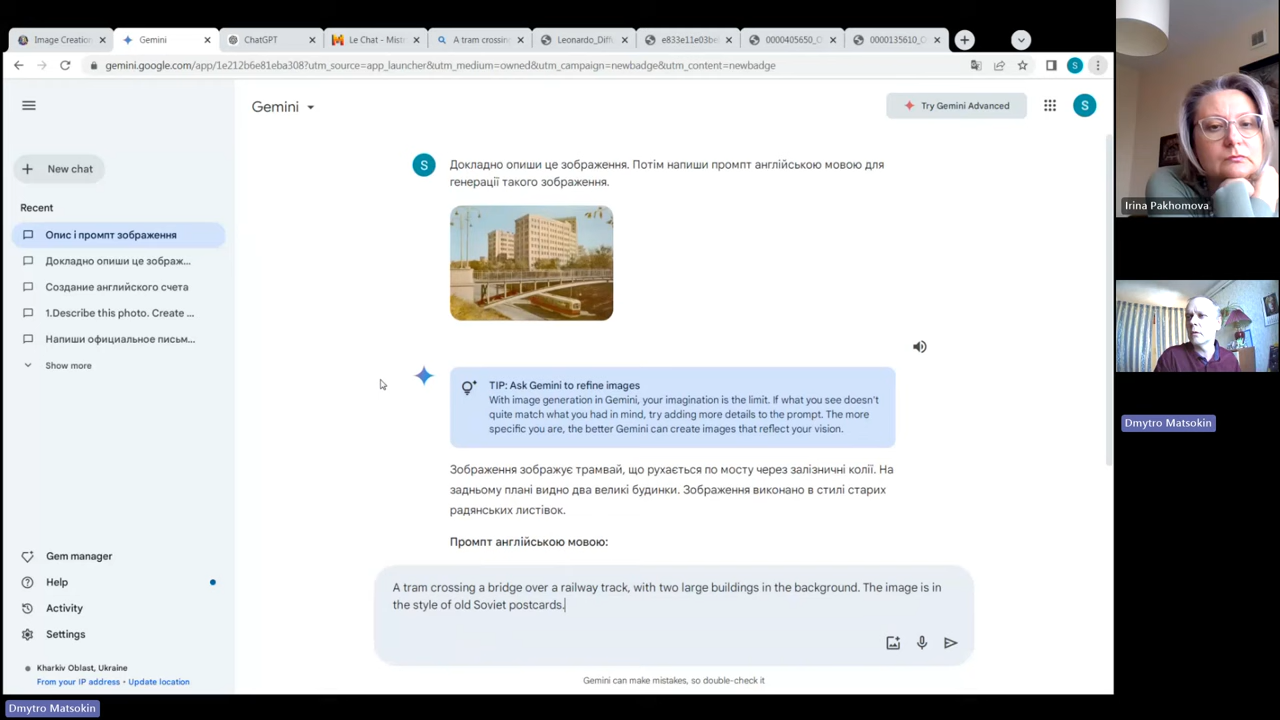 Image Creation
Gemini
ChatGPT
Le Chat - Mist
A tram crossing
Leonardo_Diff
e833e11e03be
0000405650_C
0000135610_C
gemini.google.com/app/1e212b6e81eba308?utm_source=app_launcher&utm_medium=owned&utm_campaign=newbadge&utm_content=newbadge
S
Gemini
Try Gemini Advanced
S
New chat
Recent
Опис і промпт зображення
Докладно опиши це зображ...
Создание английского счета
1.Describe this photo. Create ...
Напиши официальное письм...
Show more
Gem manager
Help
Activity
Settings
Kharkiv Oblast, Ukraine
From your IP address • Update location
S
Докладно опиши це зображення. Потім напиши промпт англійською мовою для
генерації такого зображення.
TIP: Ask Gemini to refine images
With image generation in Gemini, your imagination is the limit. If what you see doesn't
quite match what you had in mind, try adding more details to the prompt. The more
specific you are, the better Gemini can create images that reflect your vision.
Зображення зображує трамвай, що рухається по мосту через залізничні колії. На
задньому плані видно два великі будинки. Зображення виконано в стилі старих
радянських листівок.
Промпт англійською мовою:
A tram crossing a bridge over a railway track, with two large buildings in the background. The image is in
the style of old Soviet postcards.
Gemini can make mistakes, so double-check it
Irina Pakhomova
Dmytro Matsokin
Dmytro Matsokin